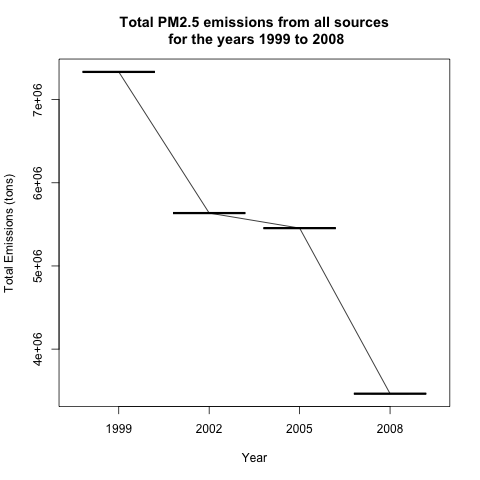 Total PM2.5 emissions from all sources
for the years 1999 to 2008
Total Emissions (tons)
7e+06
6e+06
5e+06
4e+06
1999 2002 2005 2008
Year